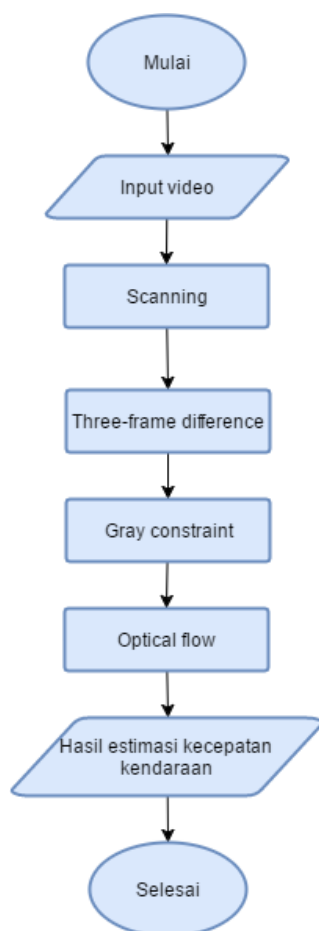 Mulai
Input video
Scanning
Three-frame difference
Gray constraint
Optical flow
Hasil estimasi kecepatan
kendaraan
Selesai